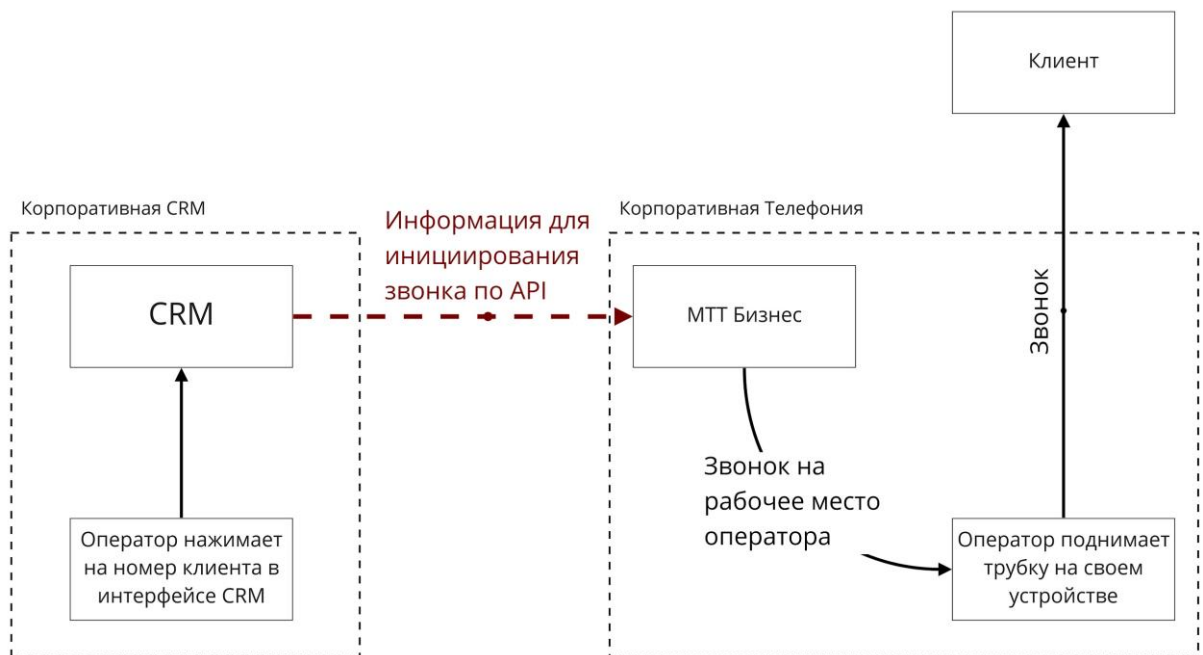 Клиент
Корпоративная CRM
Информация для
инициирования
звонка по API
Корпоративная Телефония
CRM
МТТ Бизнес
Звонок
Звонок на
рабочее место
оператора
Оператор нажимает
на номер клиента в
интерфейсе CRM
Оператор поднимает
трубку на своем
устройстве